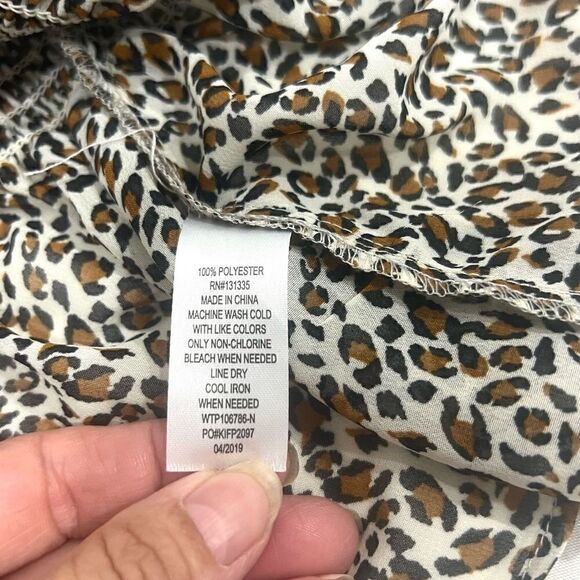 100% POLYESTER
RN#131335
MADE IN CHINA
MACHINE WASH COLD
WITH LIKE COLORS
ONLY NON-CHLORINE
BLEACH WHEN NEEDED
LINE DRY
COOL IRON
WHEN NEEDED
WTP106786-N
PO#KIFP2097
04/2019